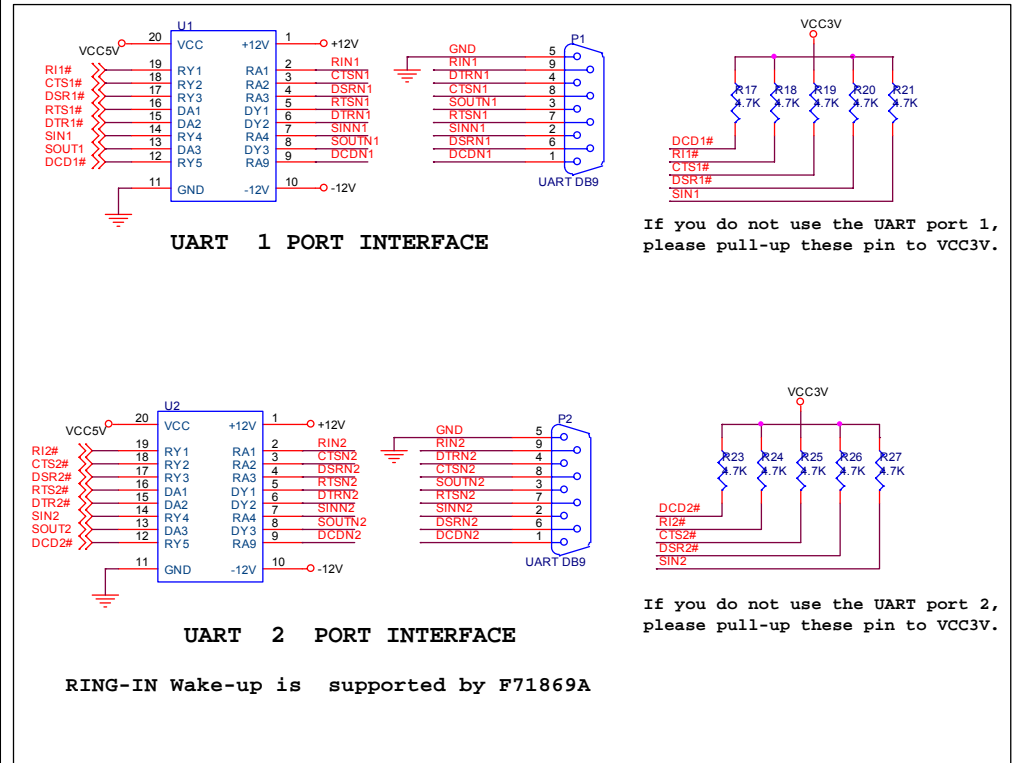 U1
VCC5V 20 VCC +12V 1 +12V
RI1# 19 RY1 RA1 2 RIN1
CTS1# 18 RY2 RA2 3 CTSN1
DSR1# 17 RY3 RA3 4 DSRN1
RTS1# 16 DA1 DY1 5 RTSN1
DTR1# 15 DA2 DY2 6 DTRN1
SIN1 14 RY4 RA4 7 SINN1
SOUT1 13 DA3 DY3 8 SOUTN1
DCD1# 12 RY5 RA9 9 DCDN1
11 GND -12V 10 -12V
P1
GND 5
RIN1 9
DTRN1 4
CTSN1 8
SOUTN1 3
RTSN1 7
SINN1 2
DSRN1 6
DCDN1 1
UART DB9
VCC3V
R17 R18 R19 R20 R21
4.7K 4.7K 4.7K 4.7K 4.7K
DCD1#
RI1#
CTS1#
DSR1#
SIN1
If you do not use the UART port 1,
please pull-up these pin to VCC3V.
UART 1 PORT INTERFACE
U2
VCC5V 20 VCC +12V 1 +12V
RI2# 19 RY1 RA1 2 RIN2
CTS2# 18 RY2 RA2 3 CTSN2
DSR2# 17 RY3 RA3 4 DSRN2
RTS2# 16 DA1 DY1 5 RTSN2
DTR2# 15 DA2 DY2 6 DTRN2
SIN2 14 RY4 RA4 7 SINN2
SOUT2 13 DA3 DY3 8 SOUTN2
DCD2# 12 RY5 RA9 9 DCDN2
11 GND -12V 10 -12V
P2
GND 5
RIN2 9
DTRN2 4
CTSN2 8
SOUTN2 3
RTSN2 7
SINN2 2
DSRN2 6
DCDN2 1
UART DB9
VCC3V
R23 R24 R25 R26 R27
4.7K 4.7K 4.7K 4.7K 4.7K
DCD2#
RI2#
CTS2#
DSR2#
SIN2
If you do not use the UART port 2,
please pull-up these pin to VCC3V.
UART 2 PORT INTERFACE
RING-IN Wake-up is supported by F71869A